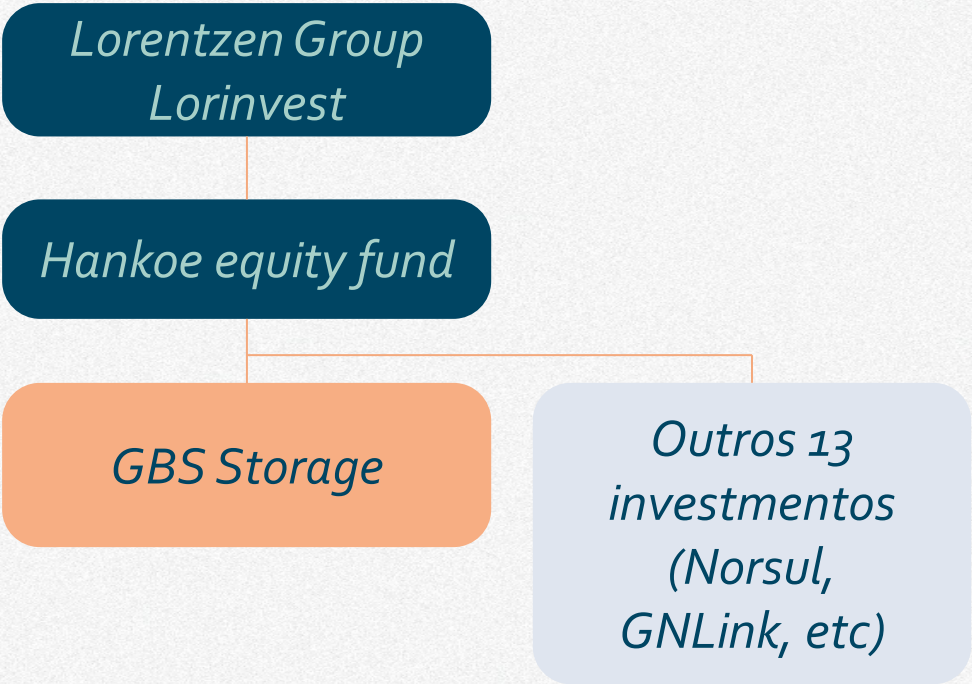 Lorentzen Group
Lorinvest
Hankoe equity fund
GBS Storage
Outros 13
investmentos
(Norsul,
GNLink, etc)